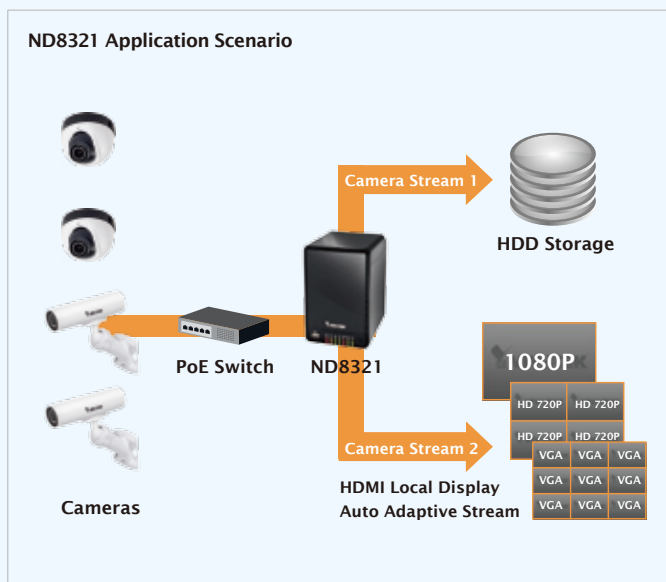 ND8321 Application Scenario
Camera Stream 1
HDD Storage
PoE Switch
ND8321
1080P
HD 720P HD 720P
HD 720P HD 720P
Camera Stream 2
VGA VGA VGA
VGA VGA VGA
VGA VGA VGA
HDMI Local Display
Auto Adaptive Stream
Cameras